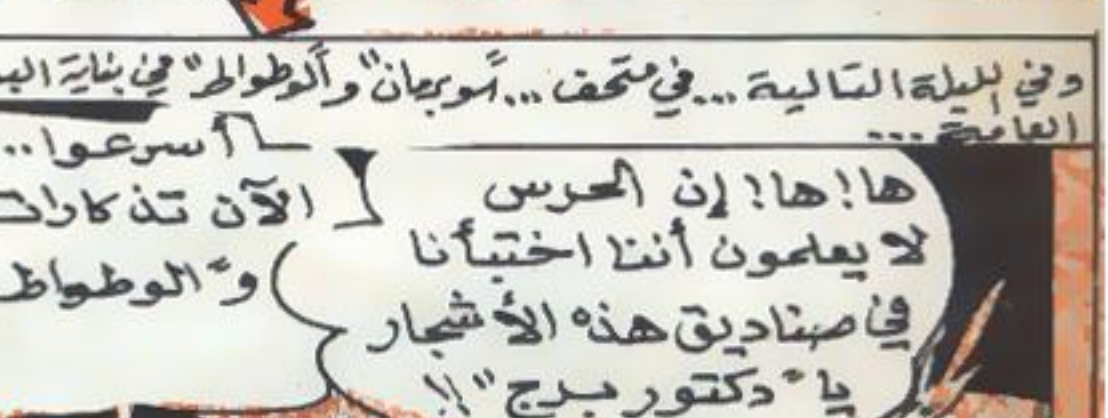 وفي الليلة التالية ... في متحف ... "سوبرمان" و"الوطواط" في بناية
العامة ...
ها! ها! إن الحرس
لا يعلمون أننا اختبأنا
في صناديق هذه الأشجار
يا "دكتور برج"!!
أسرعوا..
الآن تذكارات
و"الوطواط